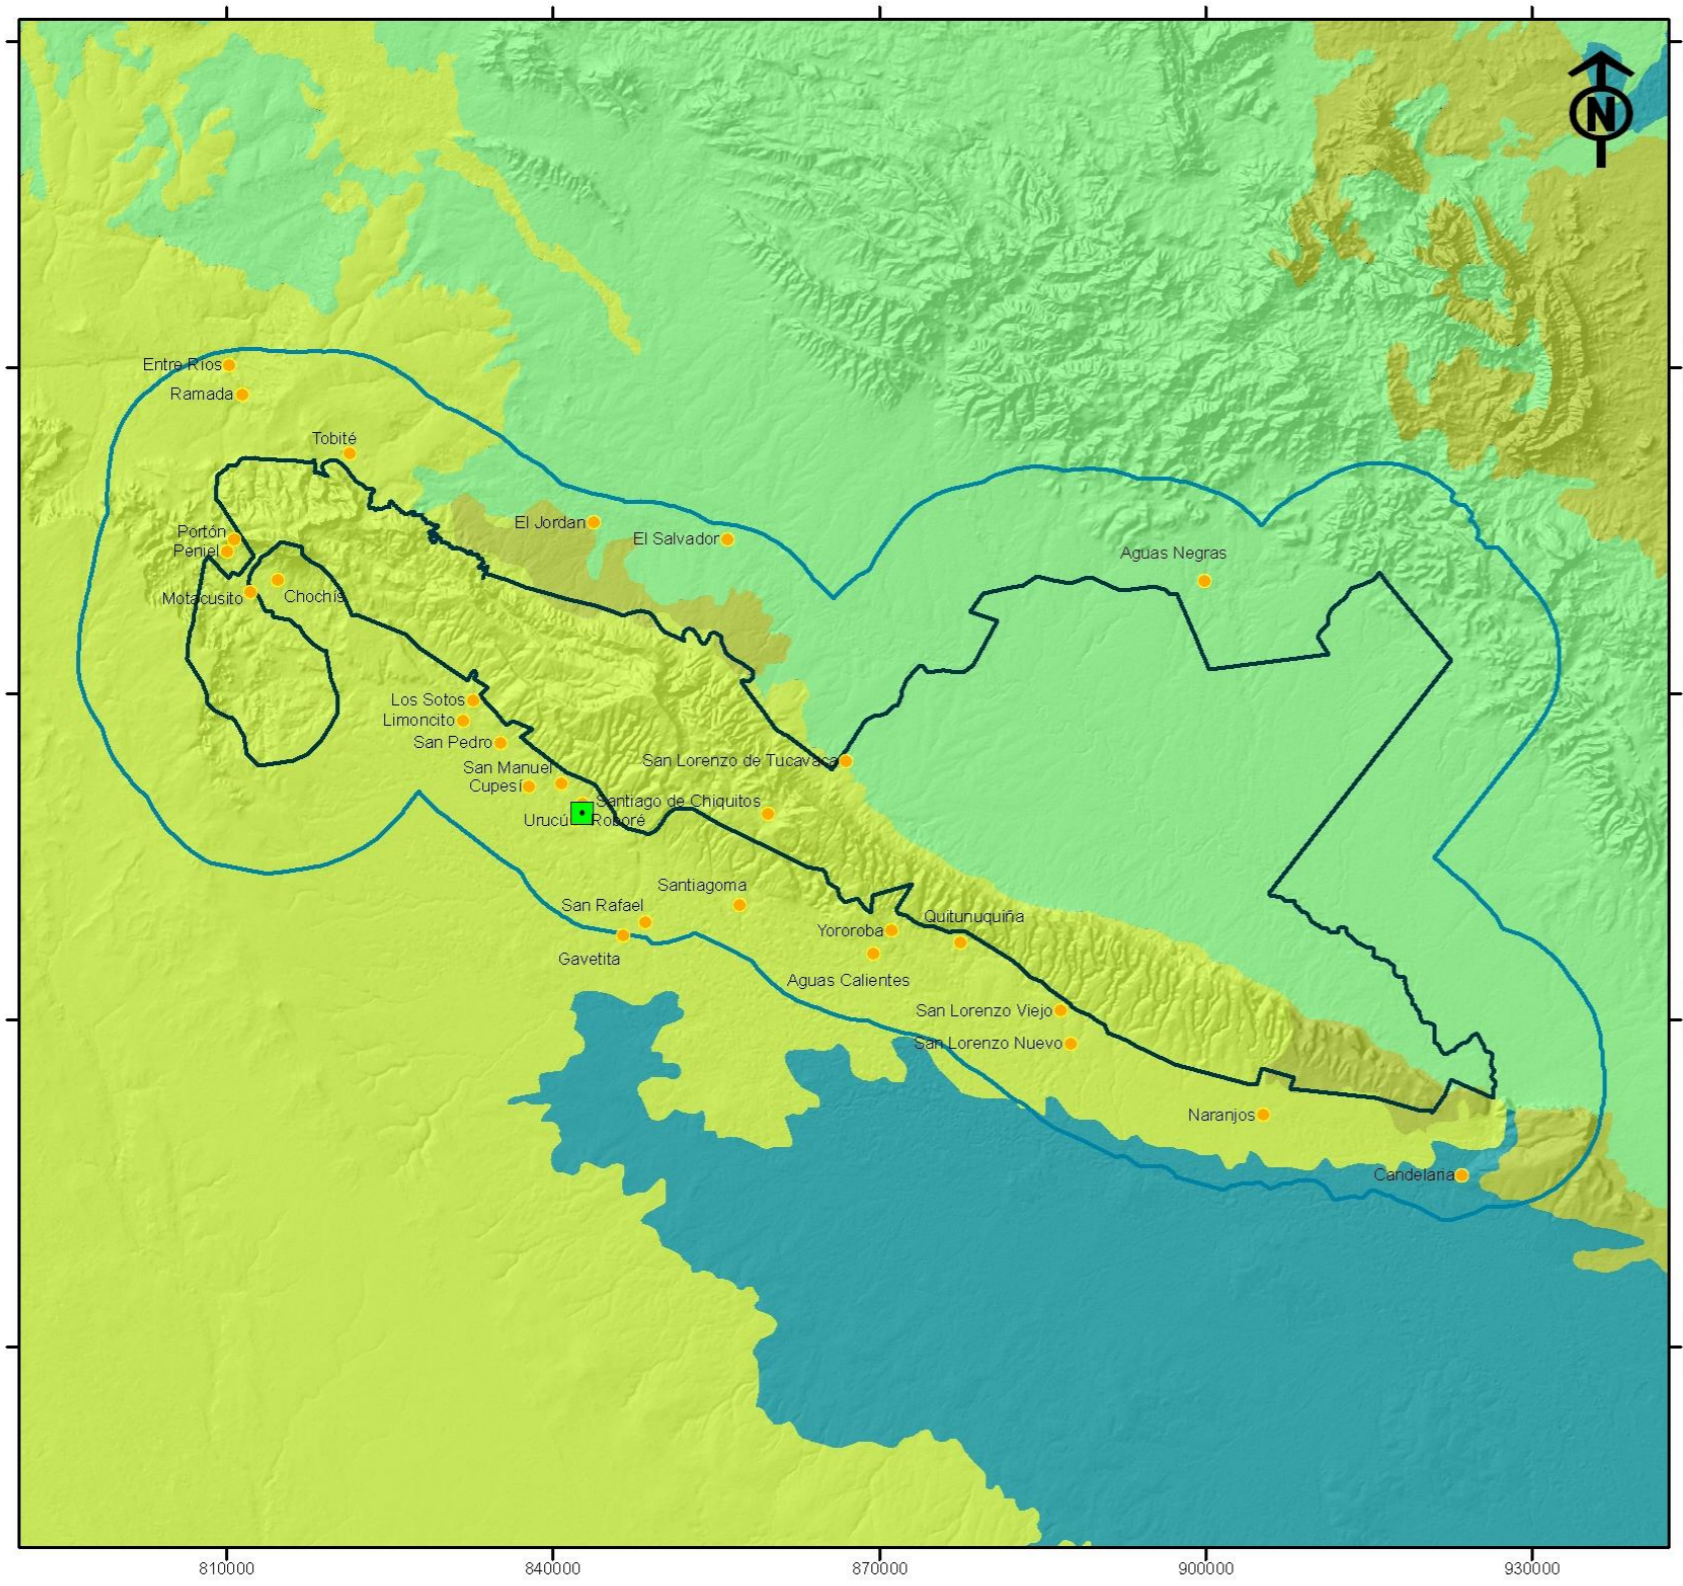 N
Entre Rios
Ramada
Tobité
El Jordan
Portón
El Salvador
Peniel
Aguas Negras
Motacusito
Chochís
Los Sotos
Limoncito
San Pedro
San Lorenzo de Tucavaca
San Manuel
Cupesí
Santiago de Chiquitos
Roboré
Santiagoma
San Rafael
Quitunuquiña
Yororoba
Gavetita
Aguas Calientes
San Lorenzo Viejo
San Lorenzo Nuevo
Naranjos
Candelaria
810000 840000 870000 900000 930000